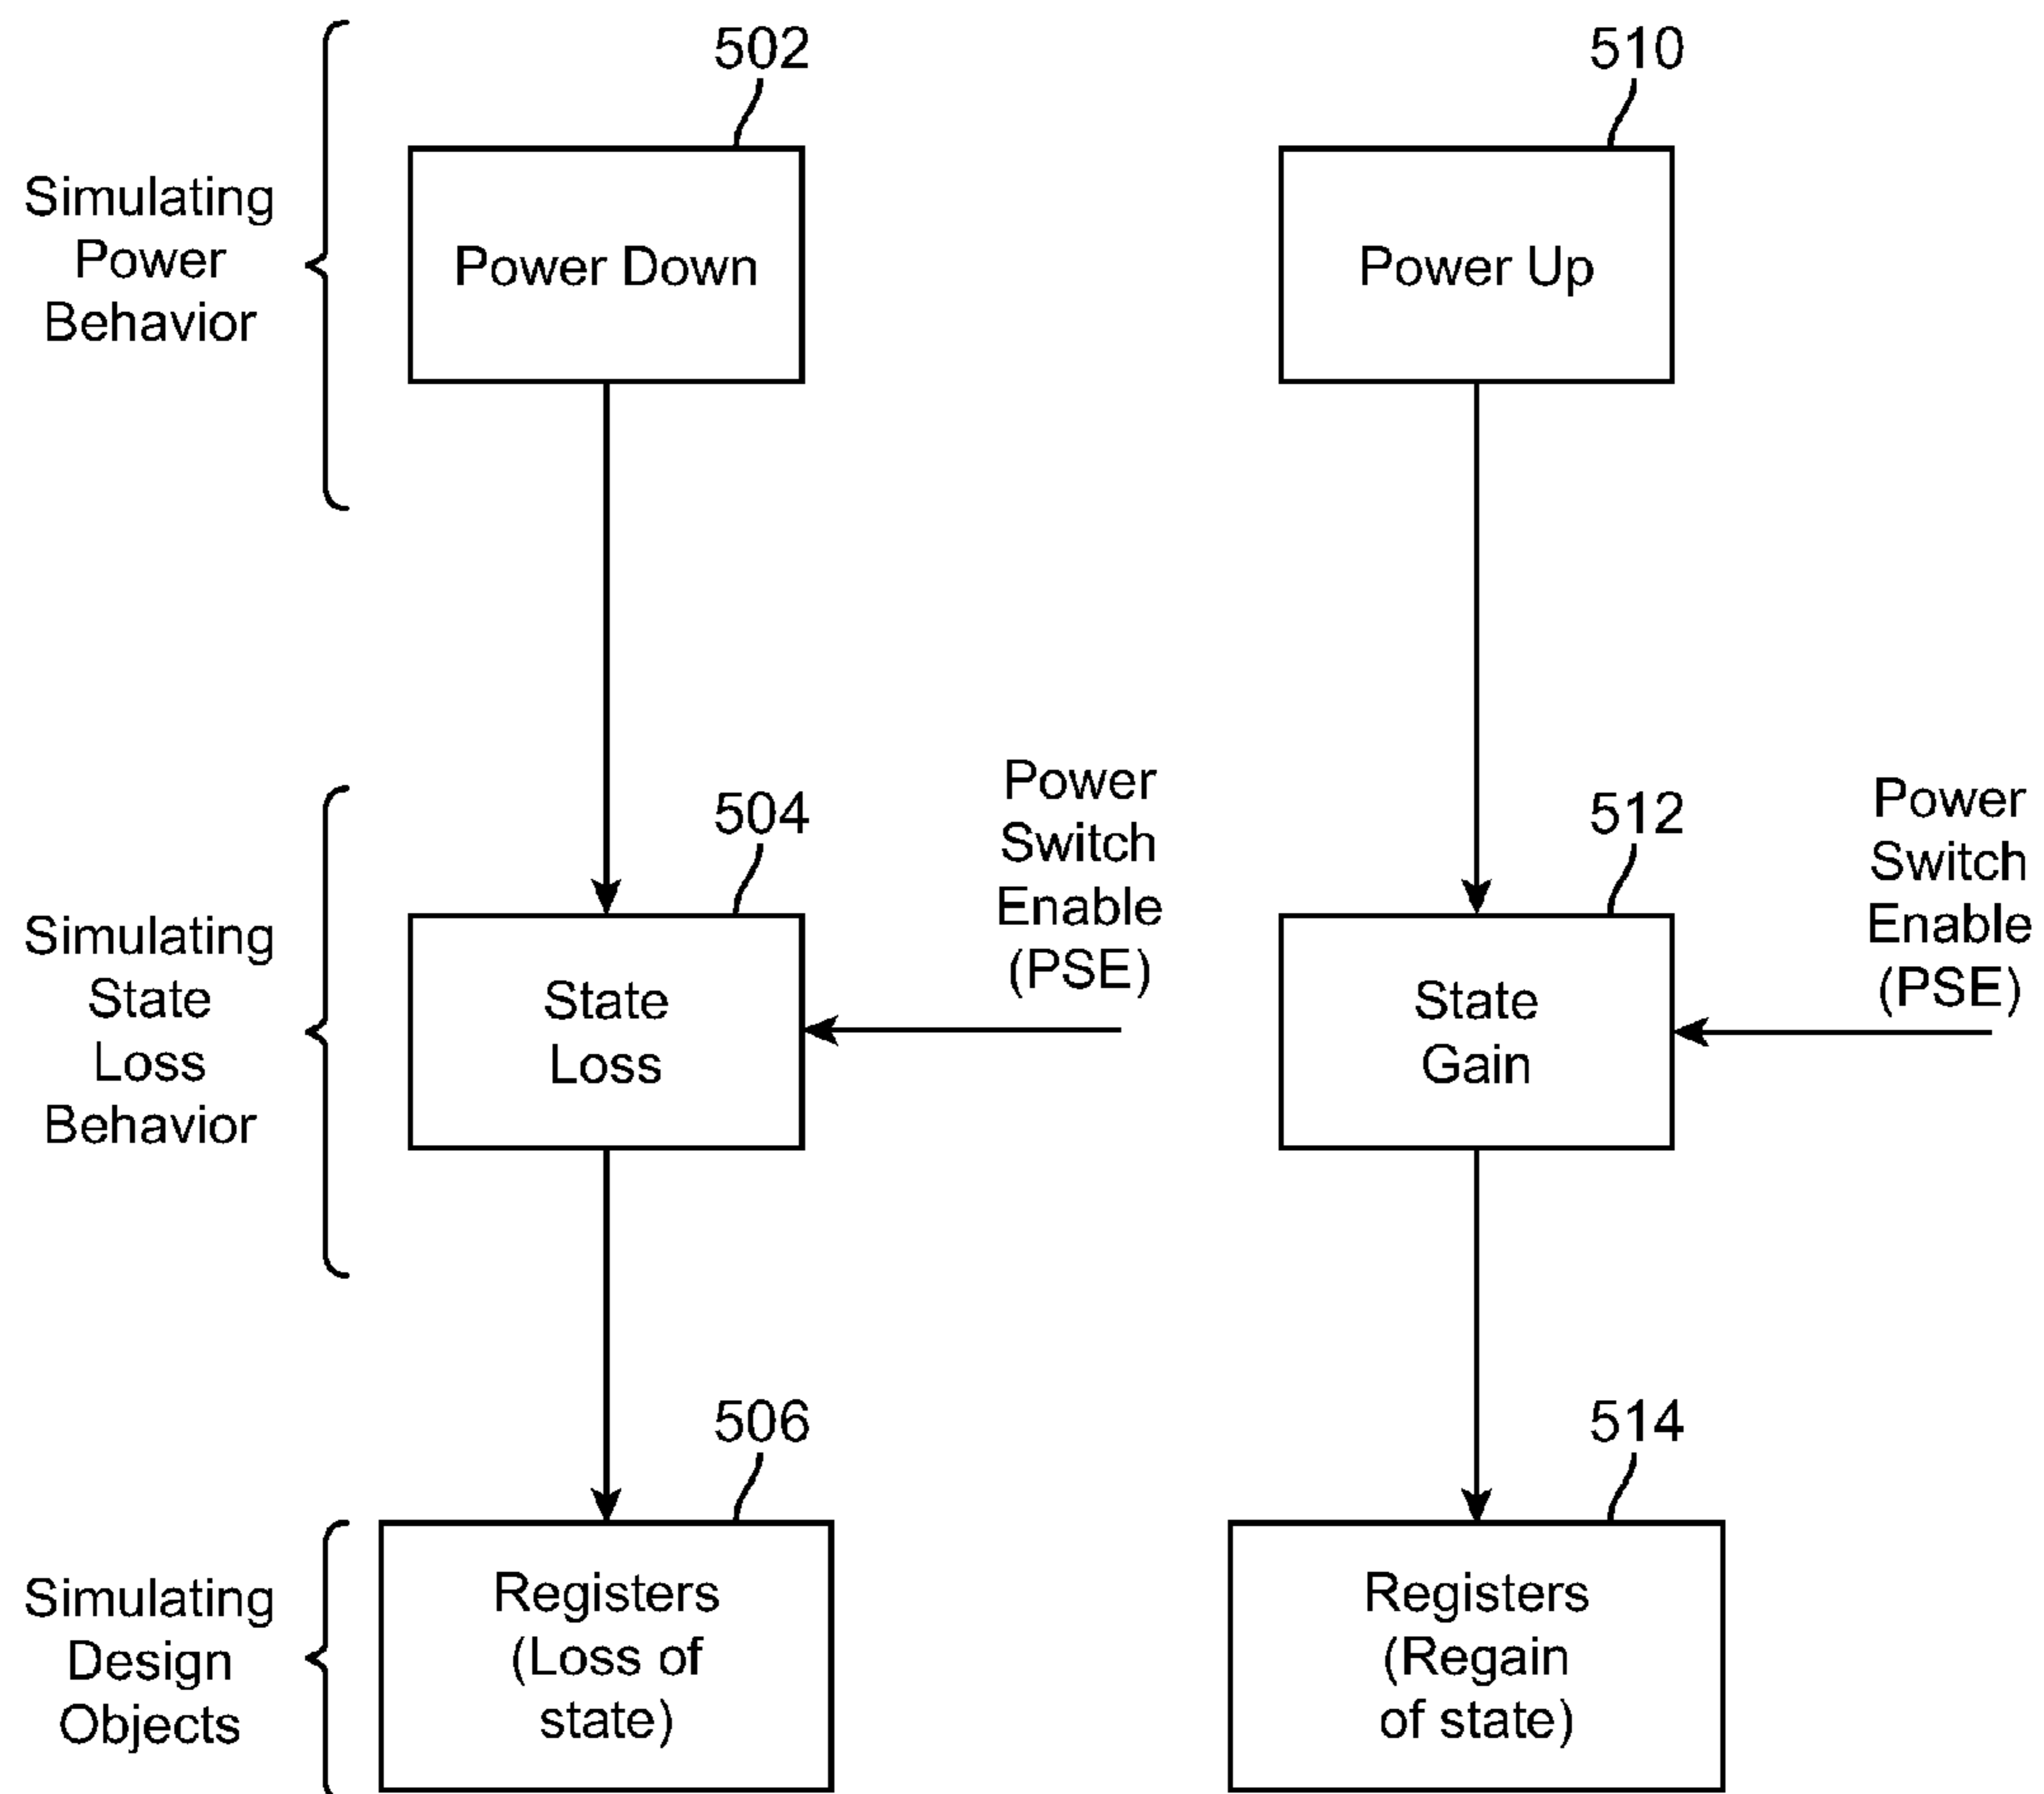 502
510
Simulating
Power
Behavior
Power Down
Power Up
504
Power
Switch
Enable
(PSE)
512
Power
Switch
Enable
(PSE)
Simulating
State
Loss
Behavior
State
Loss
State
Gain
506
514
Simulating
Design
Objects
Registers
(Loss of
state)
Registers
(Regain
of state)